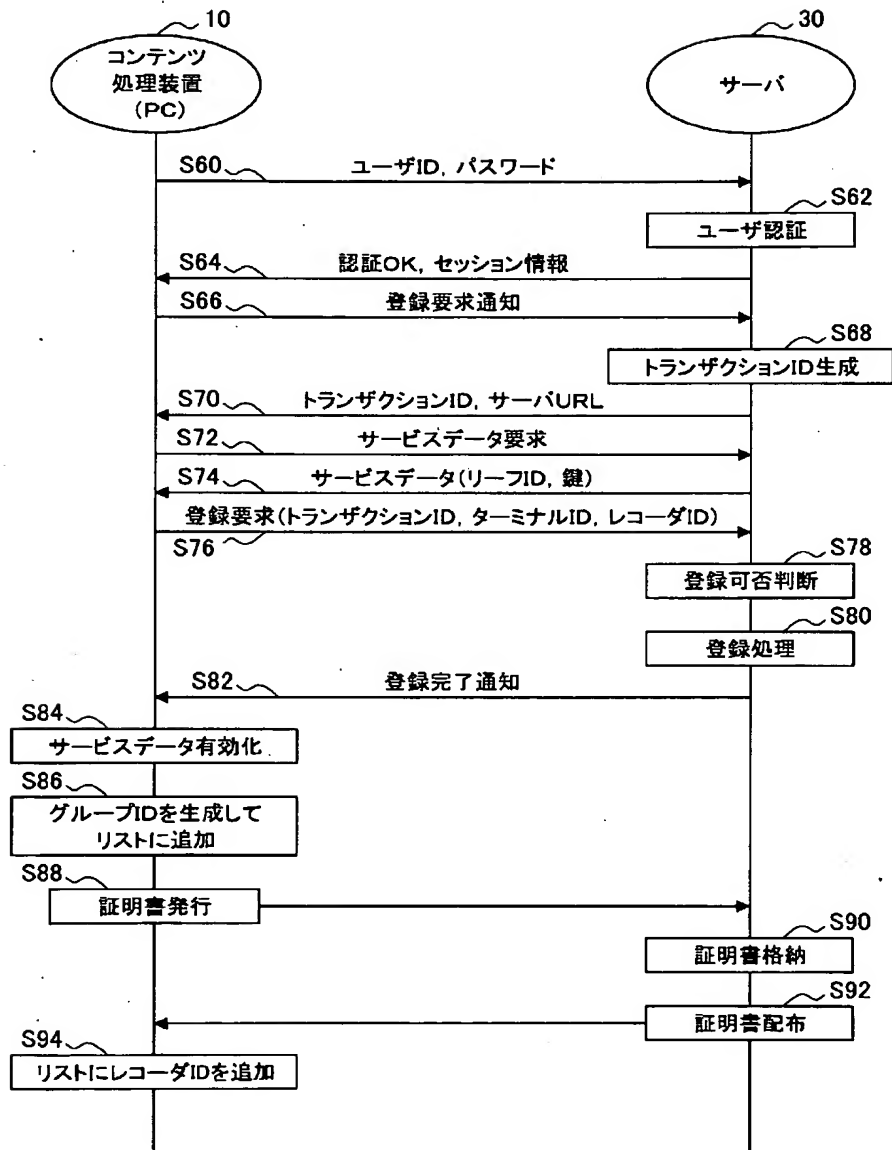 10
コンテンツ
処理装置
(PC)
30
サーバ
S60
ユーザID, パスワード
S62
ユーザ認証
S64
認証OK, セッション情報
S66
登録要求通知
S68
トランザクションID生成
S70
トランザクションID, サーバURL
S72
サービスデータ要求
S74
サービスデータ(リーフID, 鍵)
登録要求(トランザクションID, ターミナルID, レコーダID)
S76
S78
登録可否判断
S80
登録処理
S82
登録完了通知
S84
サービスデータ有効化
S86
グループIDを生成して
リストに追加
S88
証明書発行
S90
証明書格納
S92
証明書配布
S94
リストにレコーダIDを追加